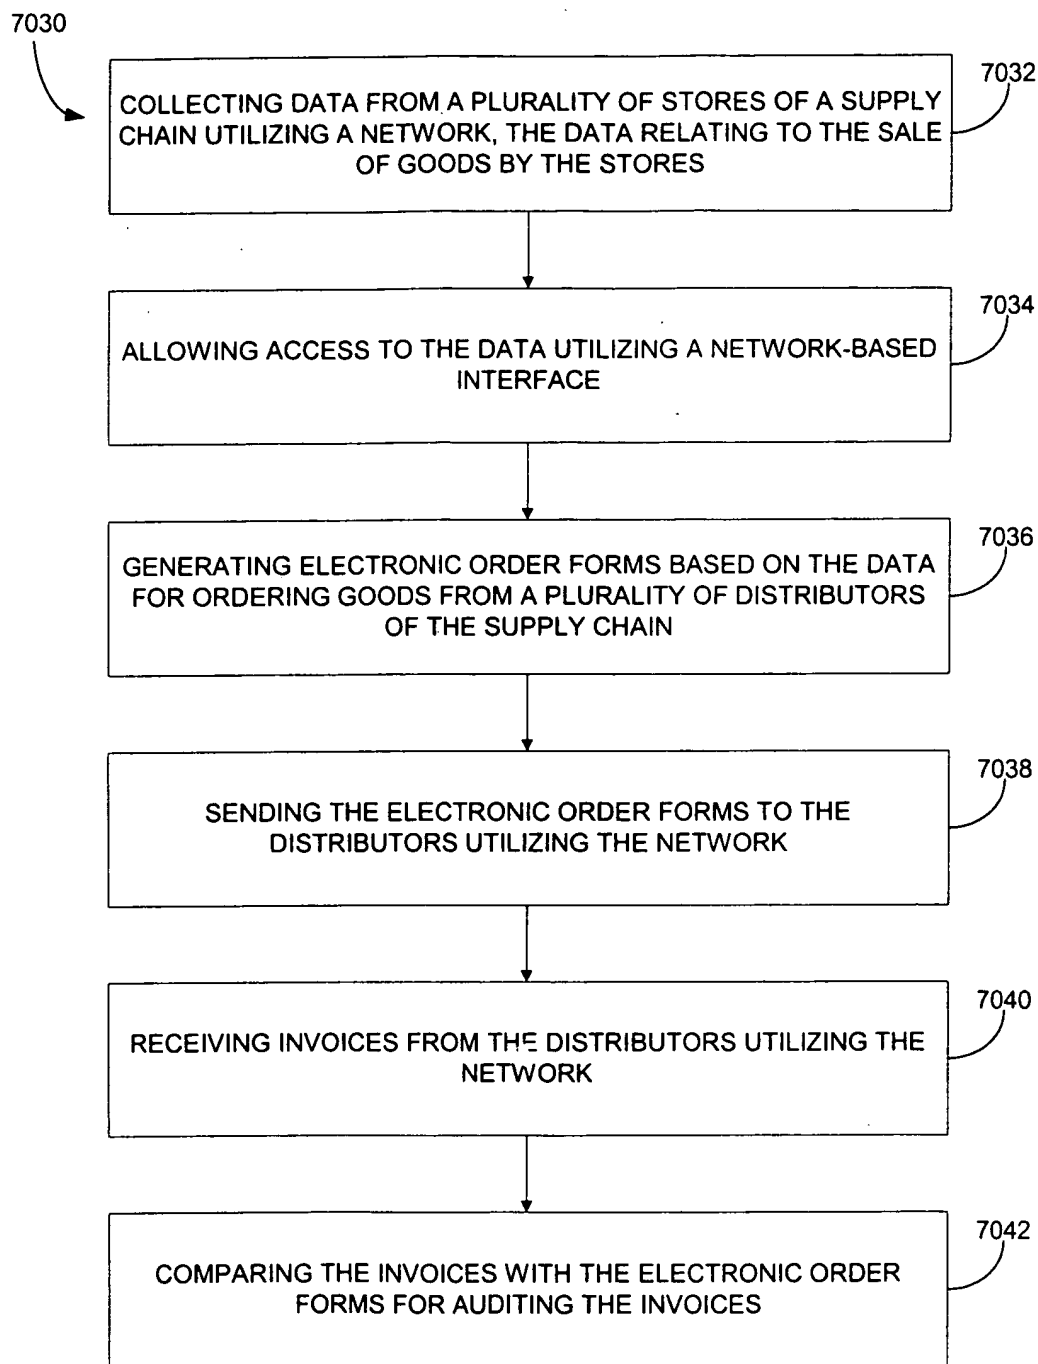 7030
COLLECTING DATA FROM A PLURALITY OF STORES OF A SUPPLY
CHAIN UTILIZING A NETWORK, THE DATA RELATING TO THE SALE
OF GOODS BY THE STORES
7032
ALLOWING ACCESS TO THE DATA UTILIZING A NETWORK-BASED
INTERFACE
7034
GENERATING ELECTRONIC ORDER FORMS BASED ON THE DATA
FOR ORDERING GOODS FROM A PLURALITY OF DISTRIBUTORS
OF THE SUPPLY CHAIN
7036
SENDING THE ELECTRONIC ORDER FORMS TO THE
DISTRIBUTORS UTILIZING THE NETWORK
7038
RECEIVING INVOICES FROM THE DISTRIBUTORS UTILIZING THE
NETWORK
7040
COMPARING THE INVOICES WITH THE ELECTRONIC ORDER
FORMS FOR AUDITING THE INVOICES
7042